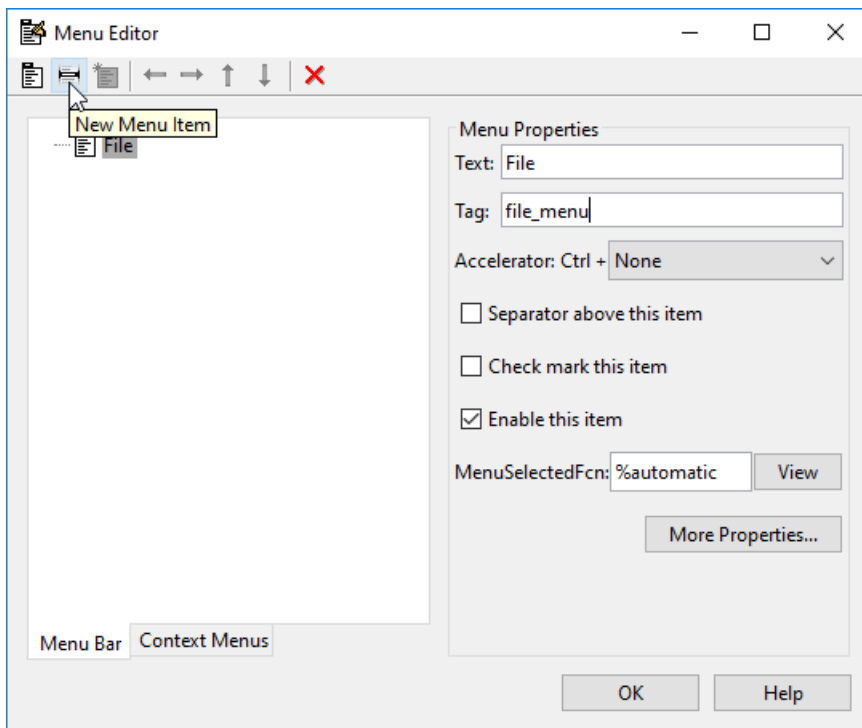 Menu Editor
New Menu Item
File
Menu Properties
Text: File
Tag: file_menu
Accelerator: Ctrl + None
Separator above this item
Check mark this item
Enable this item
MenuSelectedFcn: %automatic View
More Properties...
Menu Bar Context Menus
OK Help